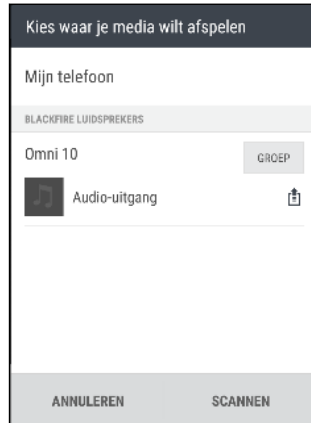 Kies waar je media wilt afspelen
Mijn telefoon
BLACKFIRE LUIDSPREKERS
Omni 10
GROEP
Audio-uitgang
ANNULEREN
SCANNEN